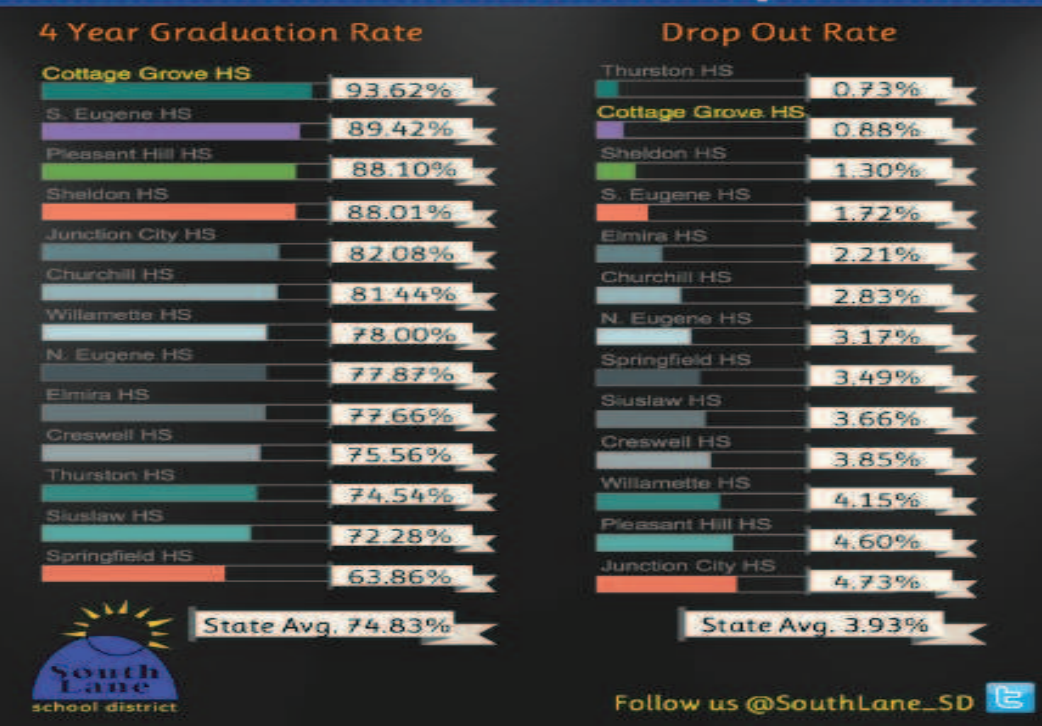 4 Year Graduation Rate
Cottage Grove HS
93.62%
S. Eugene HS
89.42%
Pleasant Hill HS
88.10%
Sheldon HS
88.01%
Junction City HS
82.08%
Churchill HS
81.44%
Willamette HS
78.00%
N. Eugene HS
77.87%
Elmira HS
77.66%
Creswell HS
75.56%
Thurston HS
74.54%
Siuslaw HS
72.28%
Springfield HS
63.86%
State Avg. 74.83%
South
Lane
school district
Drop Out Rate
Thurston HS
0.73%
Cottage Grove HS
0.88%
Sheldon HS
1.30%
S. Eugene HS
1.72%
Elmira HS
2.21%
Churchill HS
2.83%
N. Eugene HS
3.17%
Springfield HS
3.49%
Siuslaw HS
3.66%
Creswell HS
3.85%
Willamette HS
4.15%
Pleasant Hill HS
4.60%
Junction City HS
4.73%
State Avg. 3.93%
Follow us @SouthLane_SD